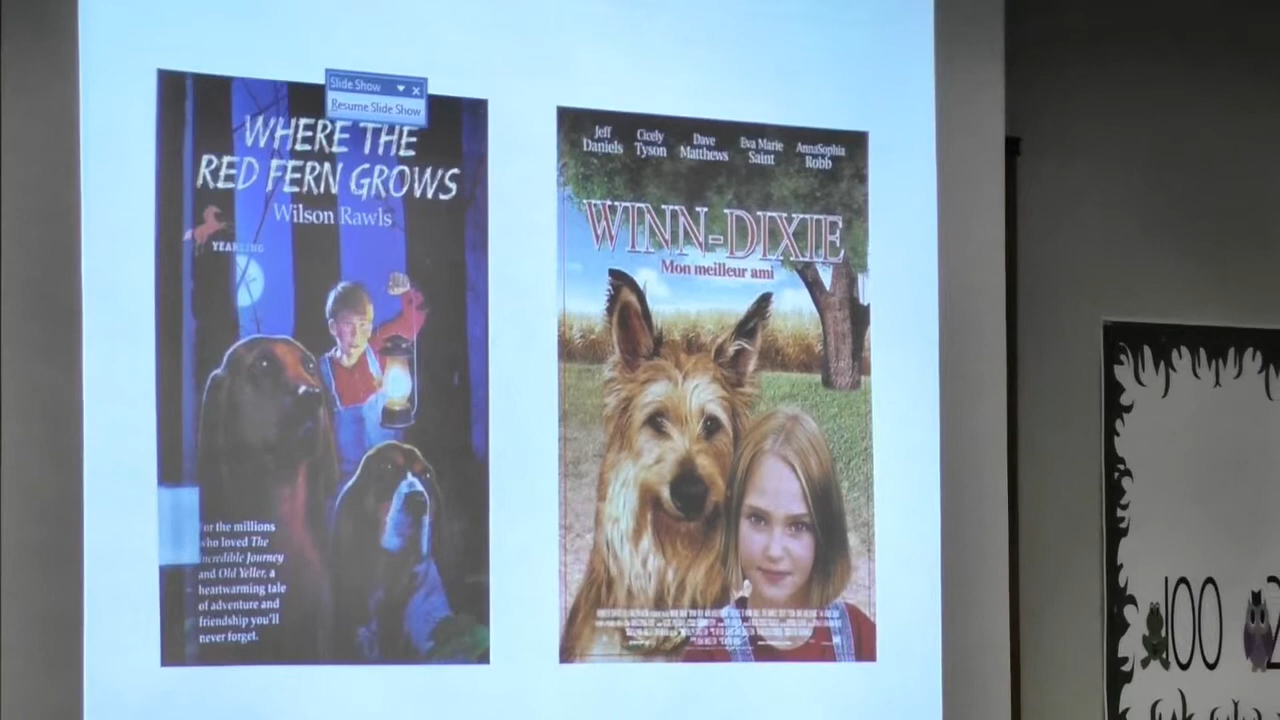 Slide Show
Resume Slide Show
WHERE THE
RED FERN GROWS
Wilson Rawls
YEARLING
For the millions
who loved The
Incredible Journey
and Old Yeller, a
heartwarming tale
of adventure and
friendship you'll
never forget.
Jeff Daniels
Cicely Tyson
Dave Matthews
Eva Marie Saint
AnnaSophia Robb
WINN-DIXIE
Mon meilleur ami
100
2